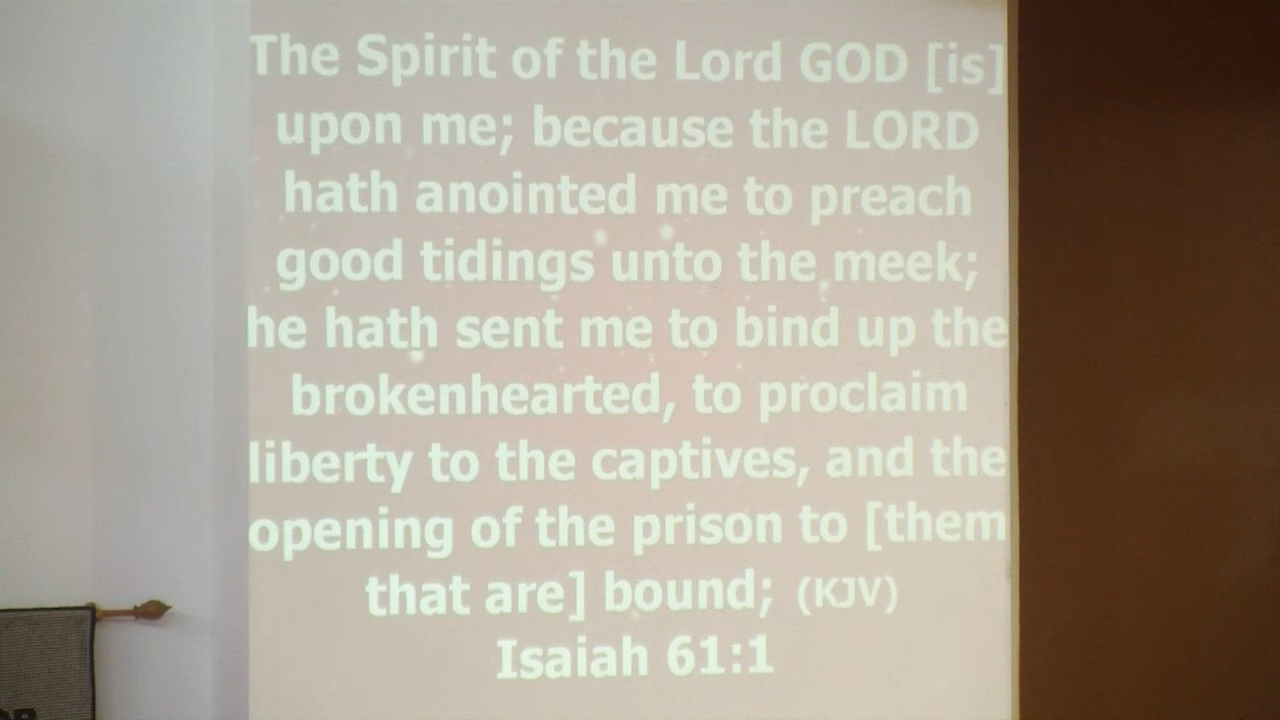 The Spirit of the Lord GOD [is]
upon me; because the LORD
hath anointed me to preach
good tidings unto the meek;
he hath sent me to bind up the
brokenhearted, to proclaim
liberty to the captives, and the
opening of the prison to [them
that are] bound; (KJV)
Isaiah 61:1